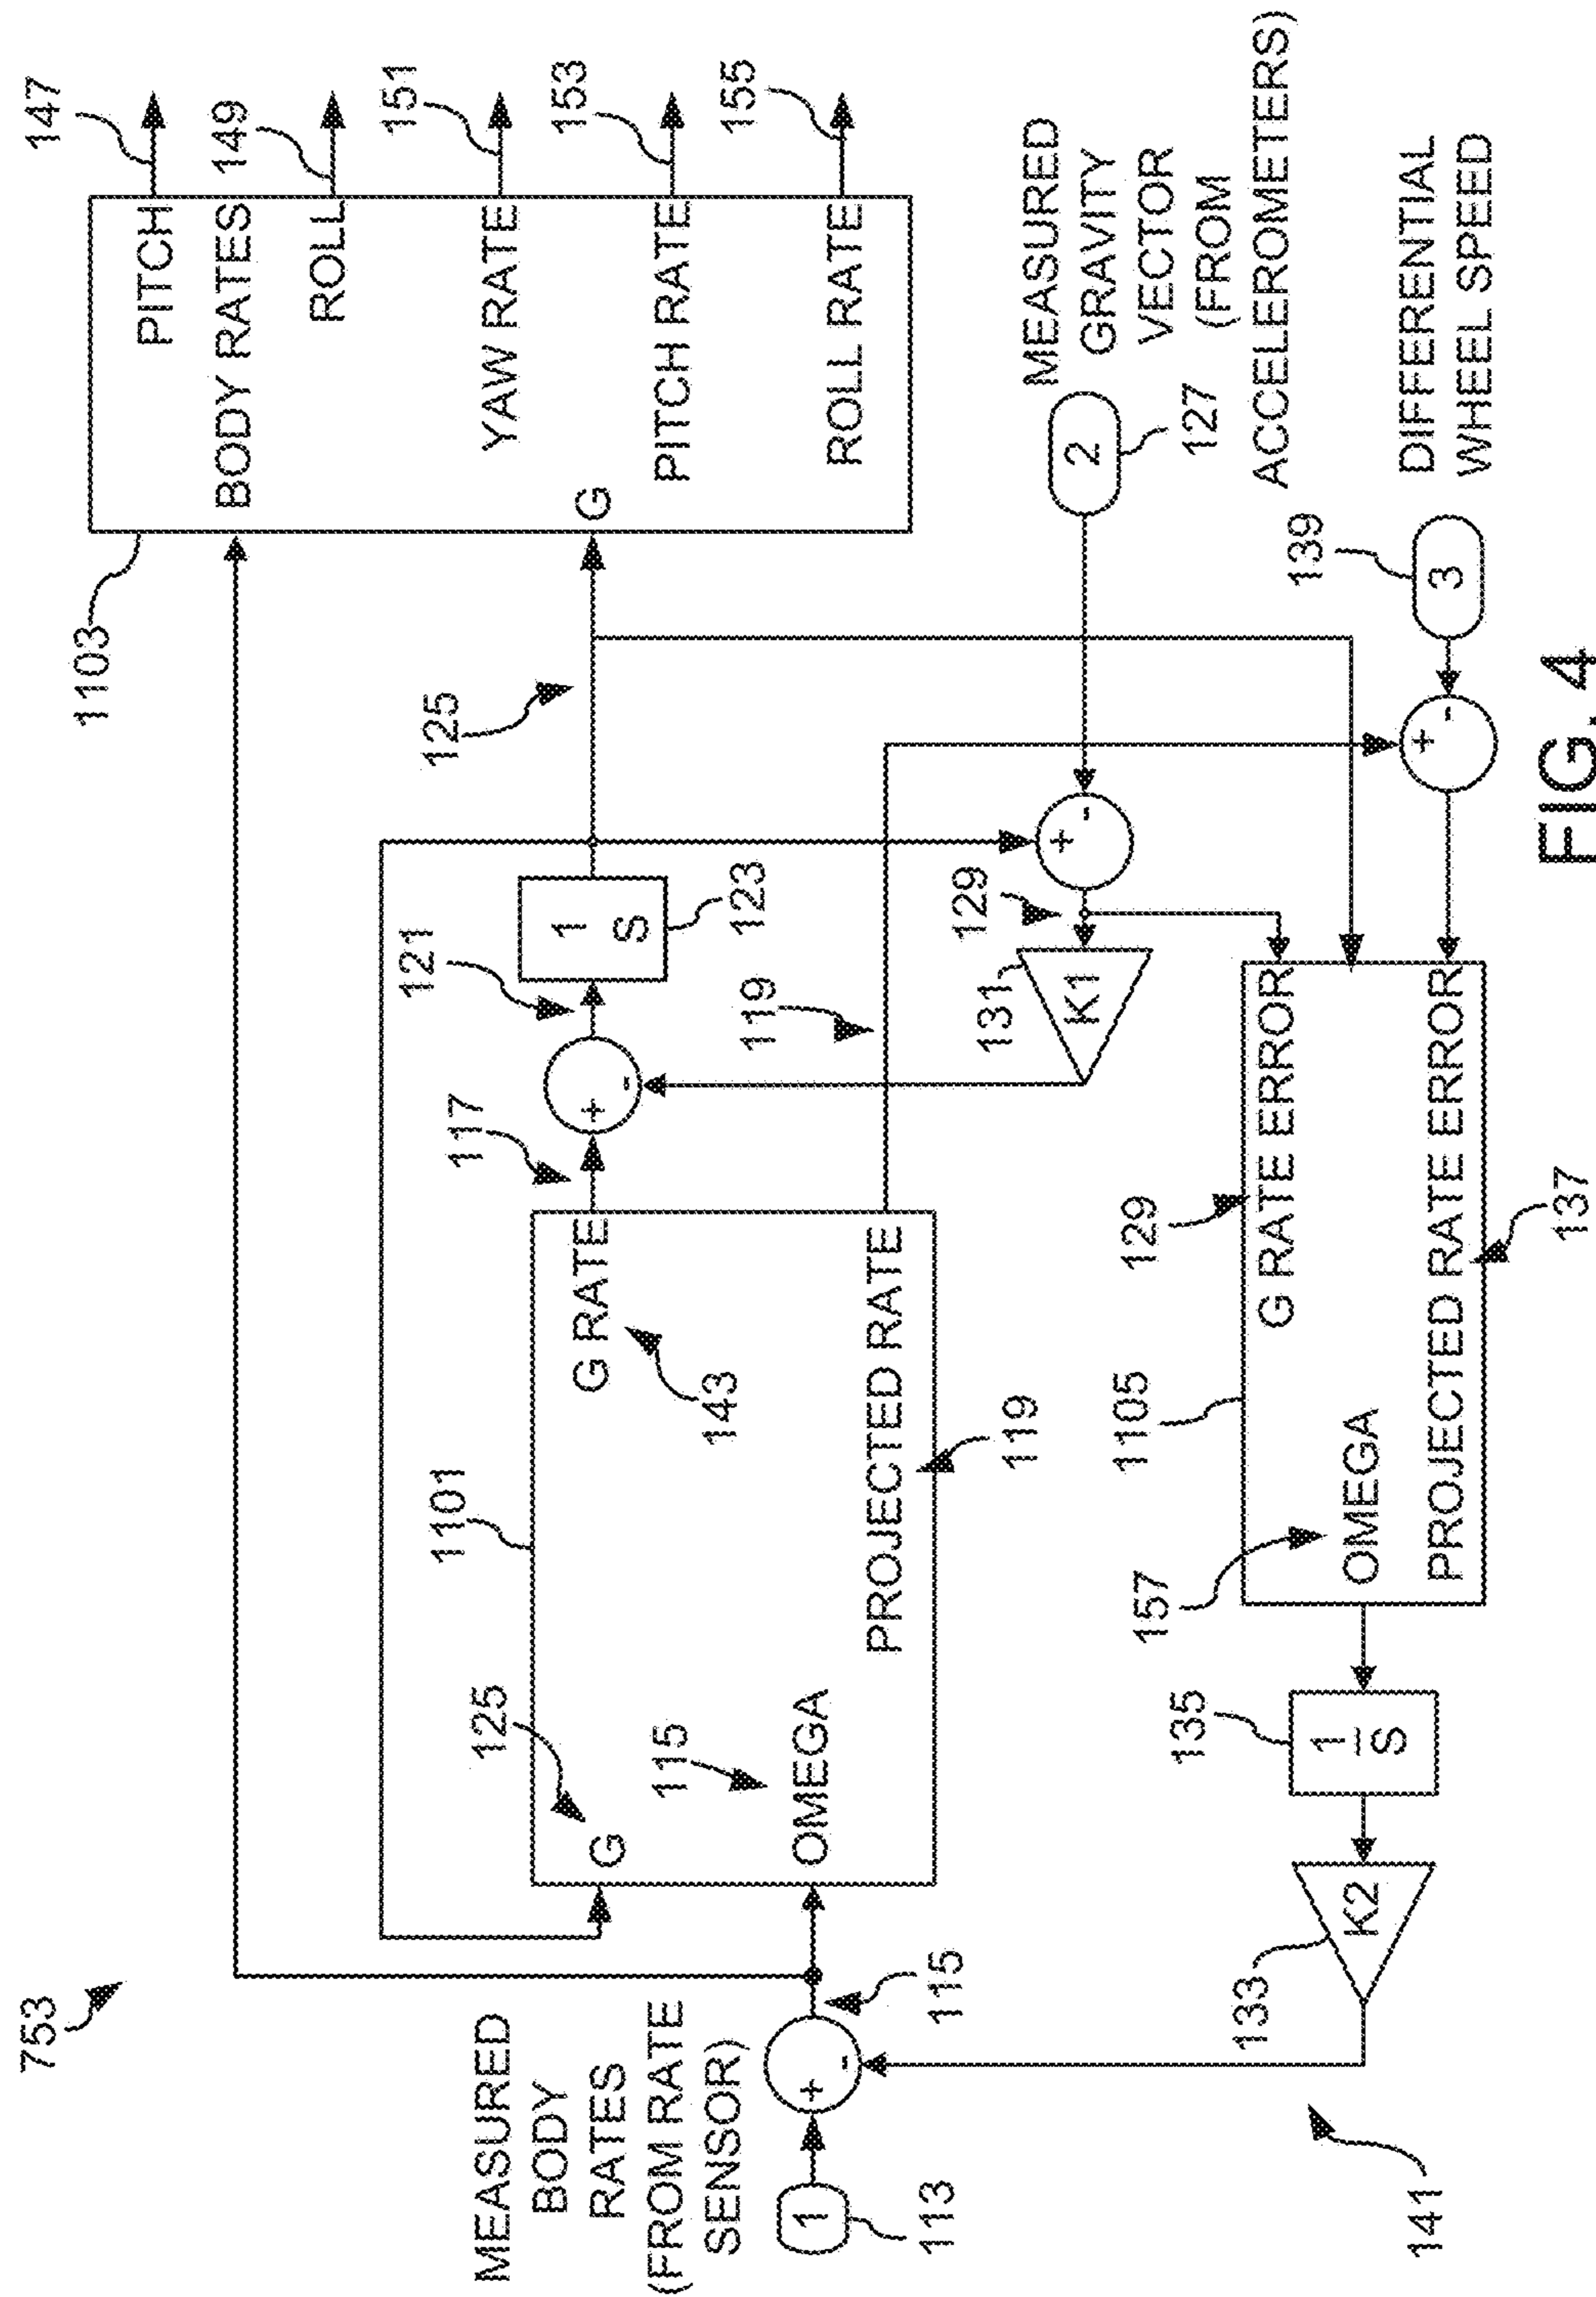 753
1103
PITCH
147
BODY RATES
149
ROLL
YAW RATE
151
G
PITCH RATE
153
ROLL RATE
155
125
121
1
S
123
117
1101
G RATE
143
125
G
115
OMEGA
PROJECTED RATE
119
119
MEASURED
BODY
RATES
(FROM RATE
SENSOR)
1
113
+
-
115
+
-
MEASURED
GRAVITY
VECTOR
(FROM
ACCELEROMETERS)
2
127
+
-
129
131
K1
DIFFERENTIAL
WHEEL SPEED
139
3
+
-
1105
129
G RATE ERROR
157
OMEGA
PROJECTED RATE ERROR
137
135
1
S
K2
133
141
FIG. 4